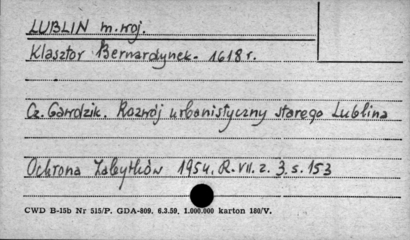 LUBLIN m. woj.
Klasztor Bernardynek - 1618 r.
Cz. Gawdzik. Rozwój urbanistyczny starego Lublina
Ochrona Zabytków 1954. R. VII. z. 3. s. 153
CWD B-15b Nr 515/P. GDA-809. 6.3.59. 1.000.000 karton 180/V.